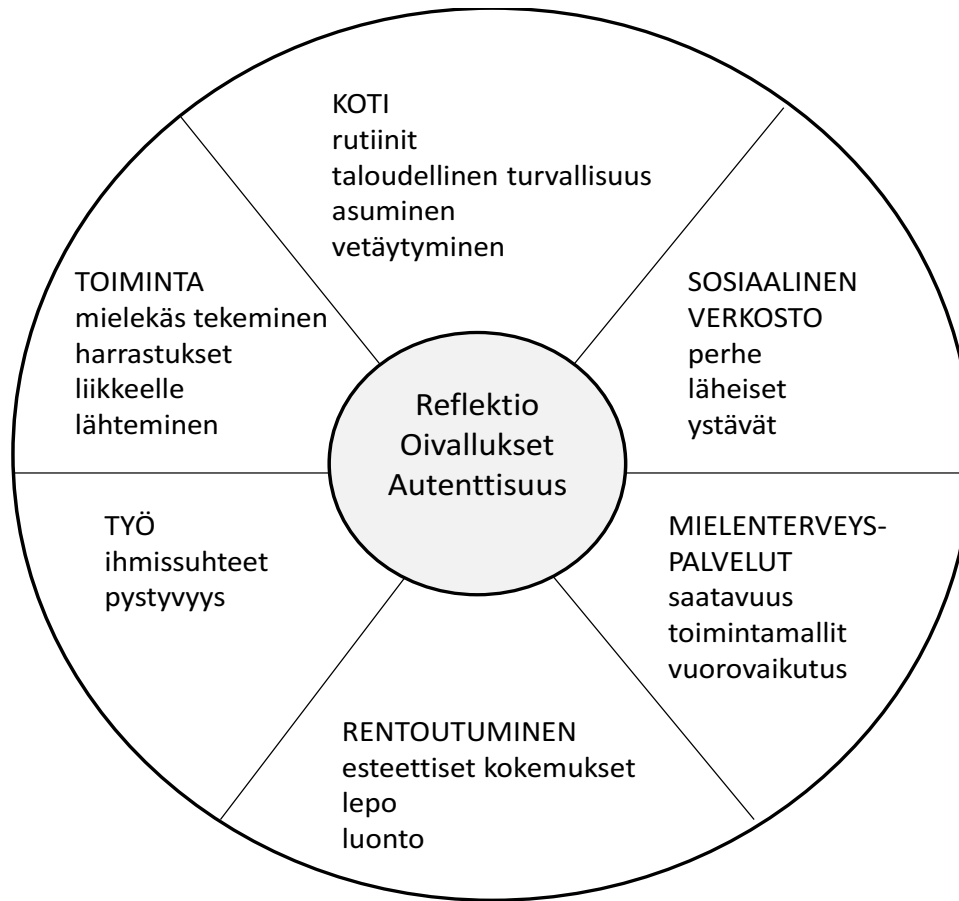 KOTI
rutiinit
taloudellinen turvallisuus
asuminen
vetäytyminen
SOSIAALINEN
VERKOSTO
perhe
läheiset
ystävät
MIELENTERVEYS-
PALVELUT
saatavuus
toimintamallit
vuorovaikutus
RENTOUTUMINEN
esteettiset kokemukset
lepo
luonto
TYÖ
ihmissuhteet
pystyvyys
TOIMINTA
mielekäs tekeminen
harrastukset
liikkeelle
lähteminen
Reflektio
Oivallukset
Autenttisuus